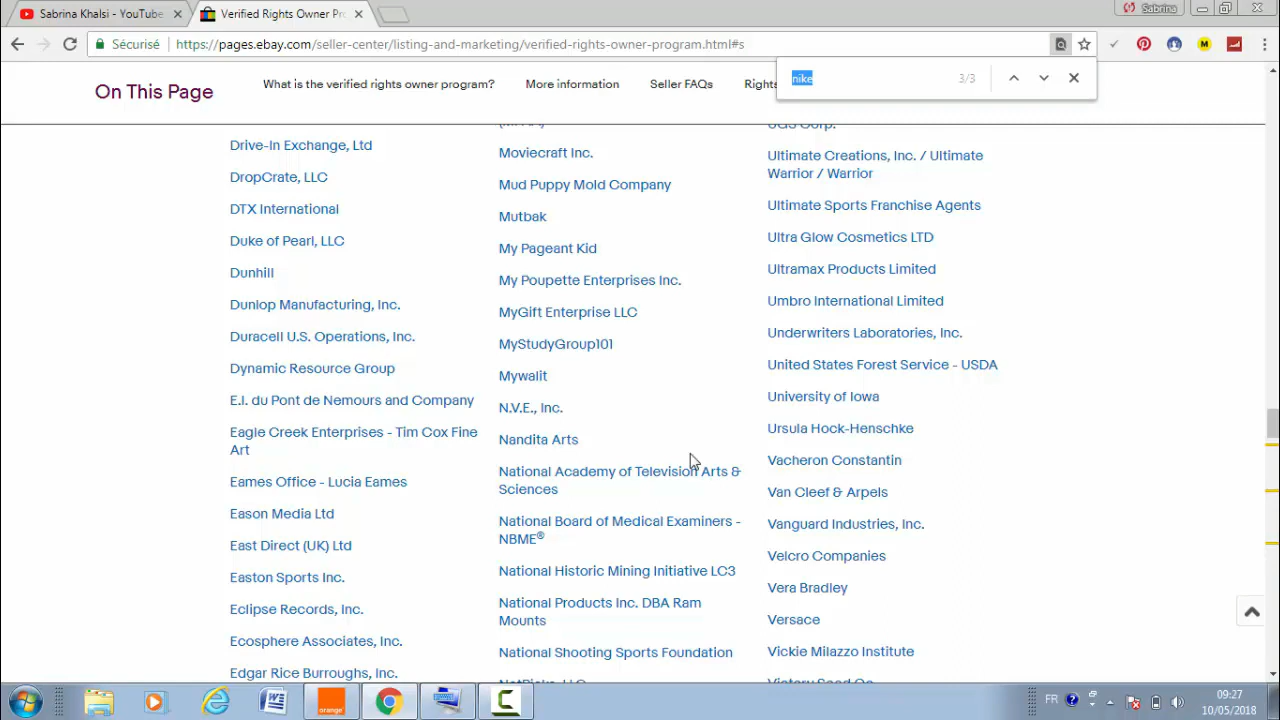 Sabrina Khalsi - YouTube
Verified Rights Owner Pro
Sabrina
Sécurisé
https://pages.ebay.com/seller-center/listing-and-marketing/verified-rights-owner-program.html#s
nike
3/3
On This Page
What is the verified rights owner program?
More information
Seller FAQs
Rights
Drive-In Exchange, Ltd
DropCrate, LLC
DTX International
Duke of Pearl, LLC
Dunhill
Dunlop Manufacturing, Inc.
Duracell U.S. Operations, Inc.
Dynamic Resource Group
E.I. du Pont de Nemours and Company
Eagle Creek Enterprises - Tim Cox Fine
Art
Eames Office - Lucia Eames
Eason Media Ltd
East Direct (UK) Ltd
Easton Sports Inc.
Eclipse Records, Inc.
Ecosphere Associates, Inc.
Edgar Rice Burroughs, Inc.
Moviecraft Inc.
Mud Puppy Mold Company
Mutbak
My Pageant Kid
My Poupette Enterprises Inc.
MyGift Enterprise LLC
MyStudyGroup101
Mywalit
N.V.E., Inc.
Nandita Arts
National Academy of Television Arts &
Sciences
National Board of Medical Examiners -
NBME®
National Historic Mining Initiative LC3
National Products Inc. DBA Ram
Mounts
National Shooting Sports Foundation
UGS Corp.
Ultimate Creations, Inc. / Ultimate
Warrior / Warrior
Ultimate Sports Franchise Agents
Ultra Glow Cosmetics LTD
Ultramax Products Limited
Umbro International Limited
Underwriters Laboratories, Inc.
United States Forest Service - USDA
University of Iowa
Ursula Hock-Henschke
Vacheron Constantin
Van Cleef & Arpels
Vanguard Industries, Inc.
Velcro Companies
Vera Bradley
Versace
Vickie Milazzo Institute
orange
FR
09:27
10/05/2018